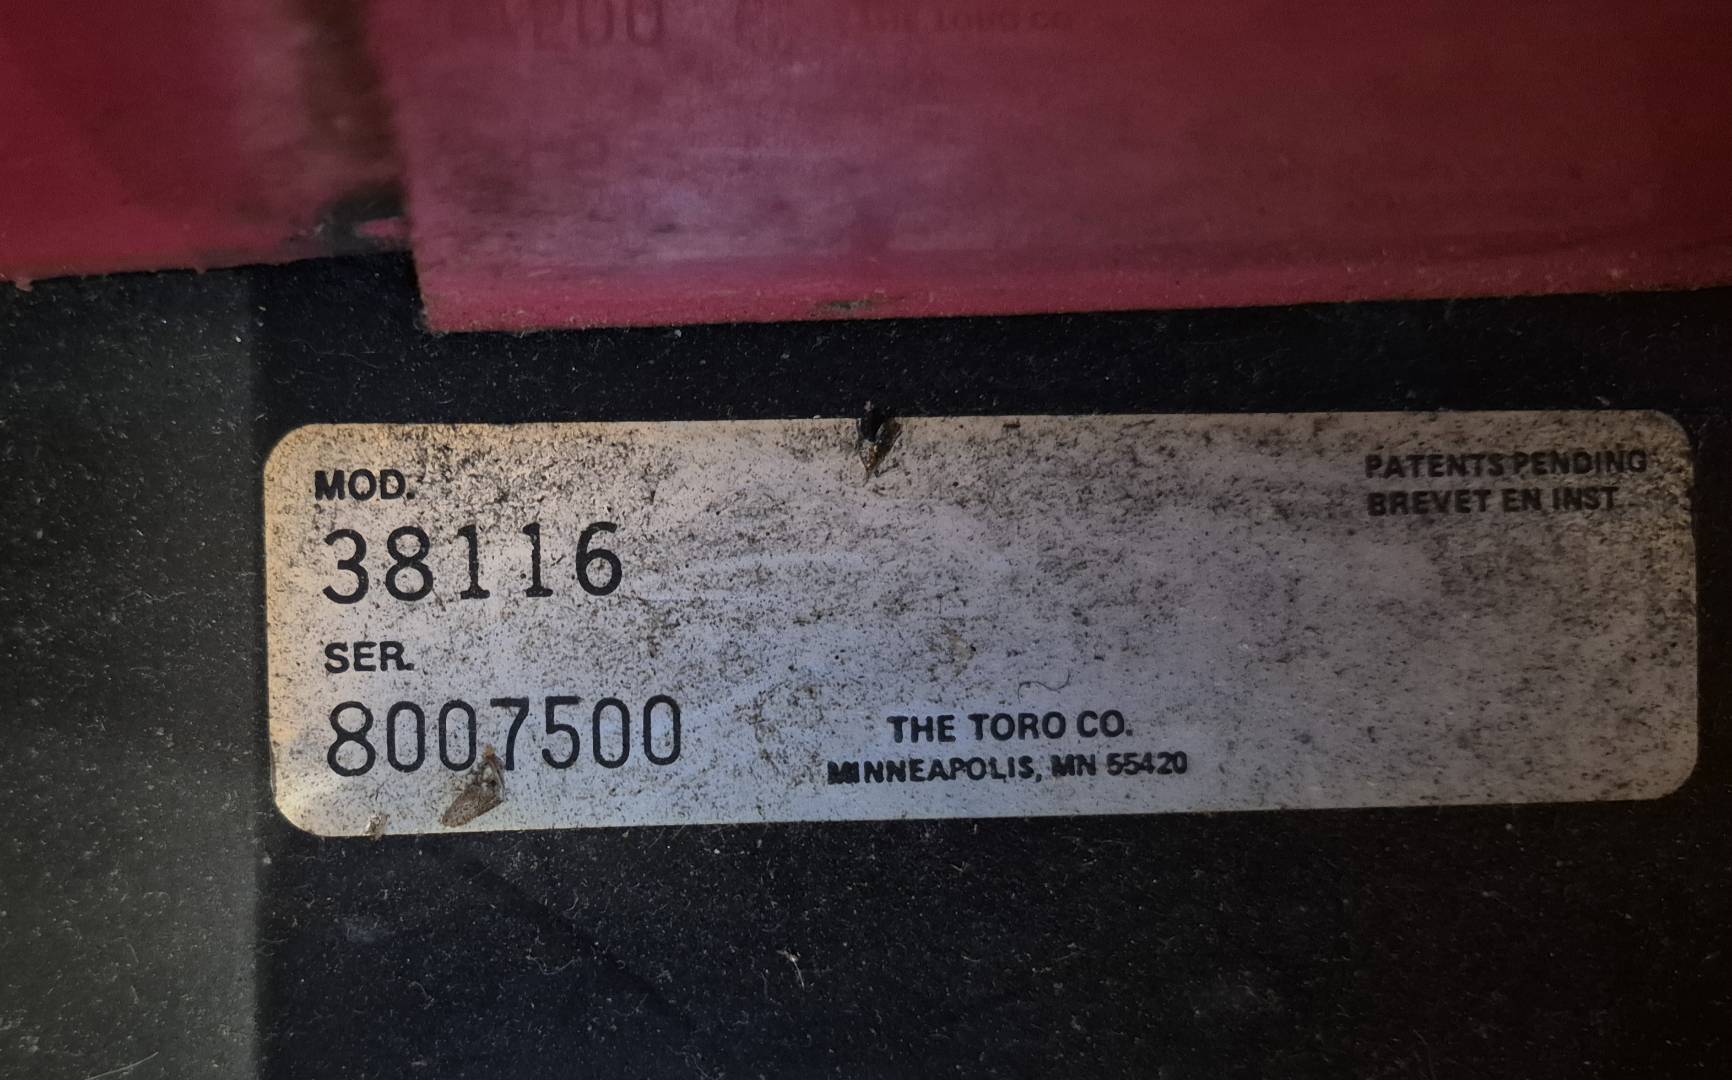 MOD.
38116
SER.
8007500
PATENTS PENDING
BREVET EN INST
THE TORO CO.
MINNEAPOLIS, MN 55420